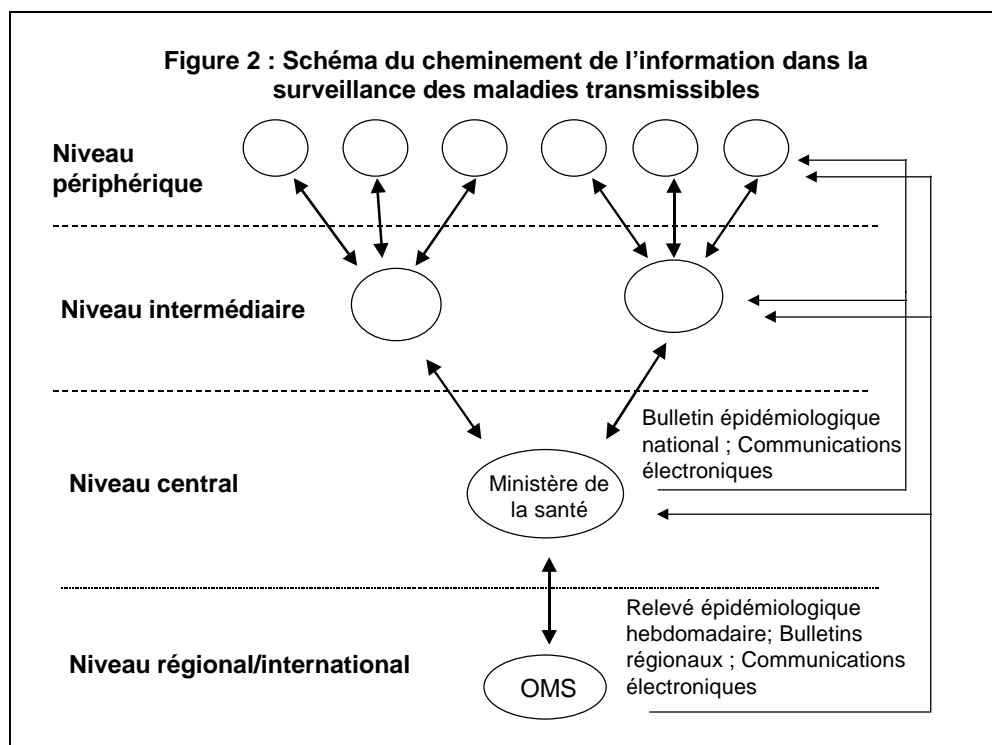 Figure 2 : Schéma du cheminement de l’information dans la
surveillance des maladies transmissibles
Niveau
périphérique
Niveau intermédiaire
Bulletin épidémiologique
national ; Communications
électroniques
Niveau central
Ministère de
la santé
Relevé épidémiologique
hebdomadaire; Bulletins
régionaux ; Communications
électroniques
Niveau régional/international
OMS